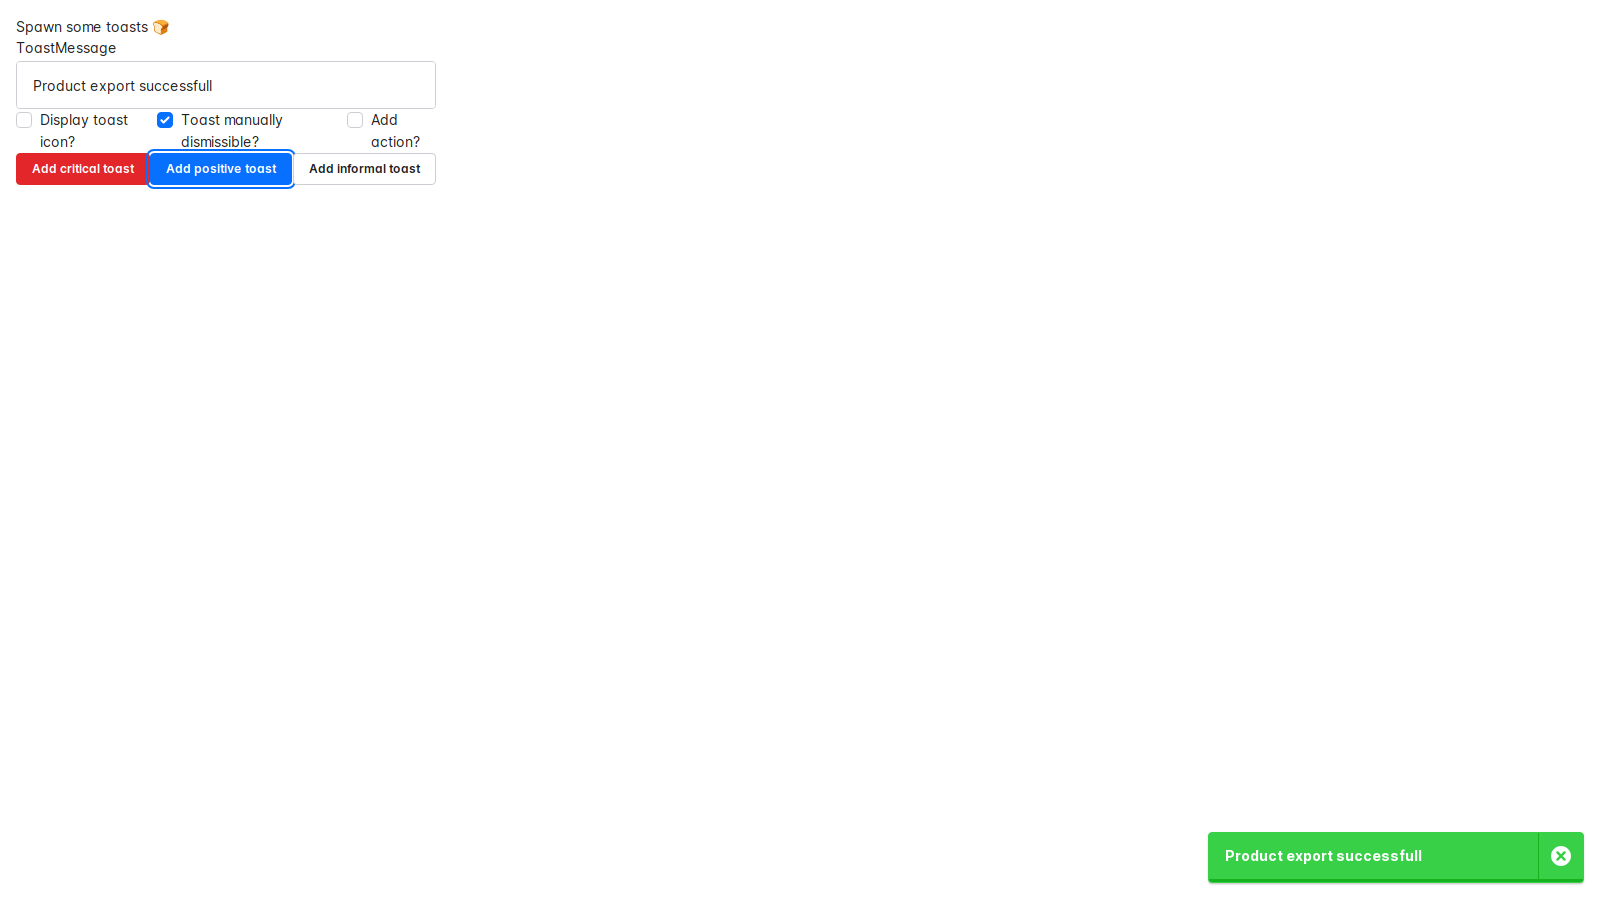 Spawn some toasts 🍞
ToastMessage
Product export successfull
Display toast icon?
Toast manually dismissible?
Add action?
Add critical toast
Add positive toast
Add informal toast
Product export successfull